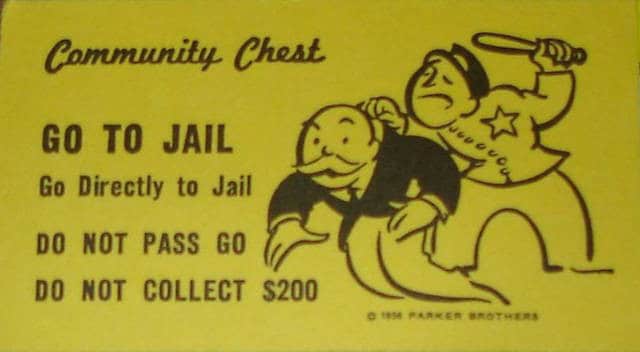 Community Chest
GO TO JAIL
Go Directly to Jail
DO NOT PASS GO
DO NOT COLLECT $200
© 1936 PARKER BROTHERS